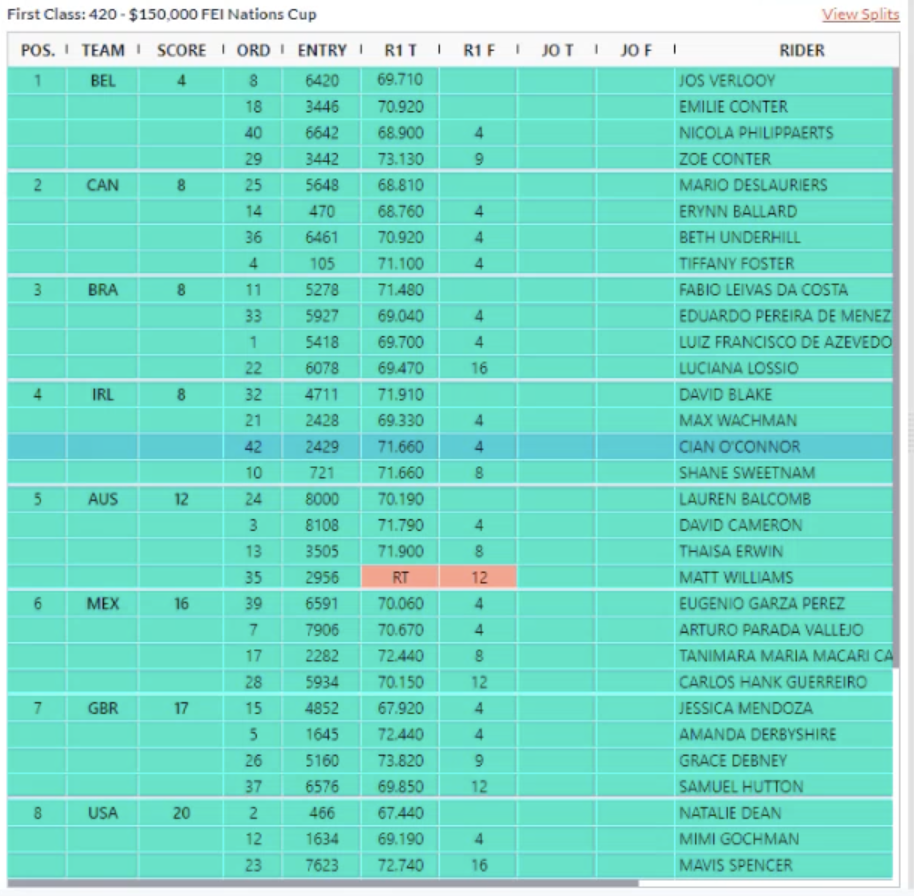 First Class: 420 - $150,000 FEI Nations Cup View Splits
POS. TEAM SCORE ORD ENTRY R1 T R1 F JO T JO F RIDER
1 BEL 4 8 6420 69.710 JOS VERLOOY
18 3446 70.920 EMILIE CONTER
40 6642 68.900 4 NICOLA PHILIPPAERTS
29 3442 73.130 9 ZOE CONTER
2 CAN 8 25 5648 68.810 MARIO DESLAURIERS
14 470 68.760 4 ERYNN BALLARD
36 6461 70.920 4 BETH UNDERHILL
4 105 71.100 4 TIFFANY FOSTER
3 BRA 8 11 5278 71.480 FABIO LEIVAS DA COSTA
33 5927 69.040 4 EDUARDO PEREIRA DE MENEZ
1 5418 69.700 4 LUIZ FRANCISCO DE AZEVEDO
22 6078 69.470 16 LUCIANA LOSSIO
4 IRL 8 32 4711 71.910 DAVID BLAKE
21 2428 69.330 4 MAX WACHMAN
42 2429 71.660 4 CIAN O'CONNOR
10 721 71.660 8 SHANE SWEETNAM
5 AUS 12 24 8000 70.190 LAUREN BALCOMB
3 8108 71.790 4 DAVID CAMERON
13 3505 71.900 8 THAISA ERWIN
35 2956 RT 12 MATT WILLIAMS
6 MEX 16 39 6591 70.060 4 EUGENIO GARZA PEREZ
7 7906 70.670 4 ARTURO PARADA VALLEJO
17 2282 72.440 8 TANIMARA MARIA MACARI CA
28 5934 70.150 12 CARLOS HANK GUERREIRO
7 GBR 17 15 4852 67.920 4 JESSICA MENDOZA
5 1645 72.440 4 AMANDA DERBYSHIRE
26 5160 73.820 9 GRACE DEBNEY
37 6576 69.850 12 SAMUEL HUTTON
8 USA 20 2 466 67.440 NATALIE DEAN
12 1634 69.190 4 MIMI GOCHMAN
23 7623 72.740 16 MAVIS SPENCER